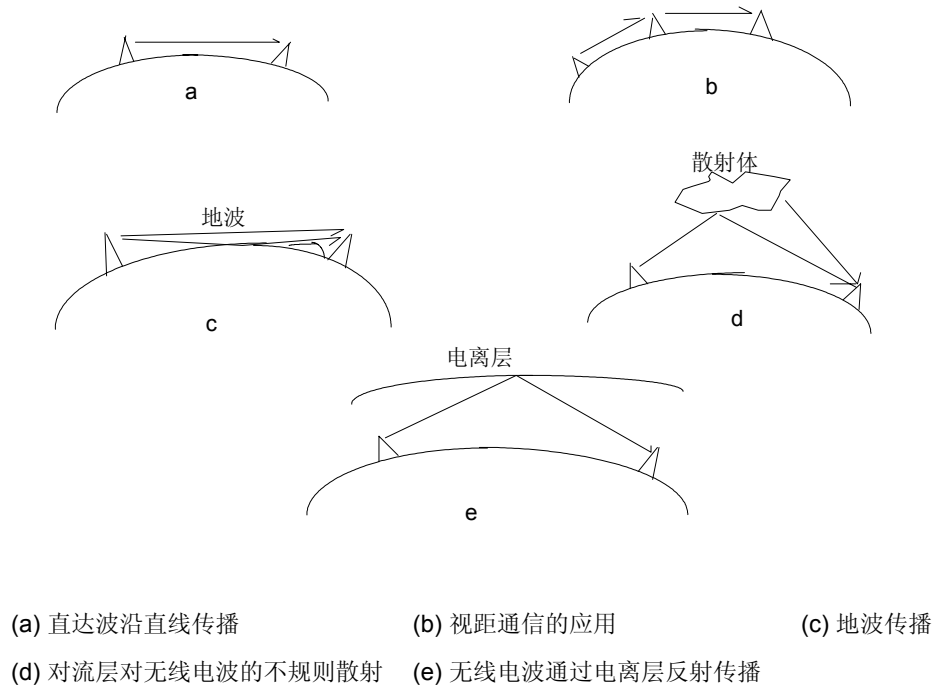 a
b
散射体
地波
c
d
电离层
e
(a) 直达波沿直线传播 (b) 视距通信的应用 (c) 地波传播
(d) 对流层对无线电波的不规则散射 (e) 无线电波通过电离层反射传播